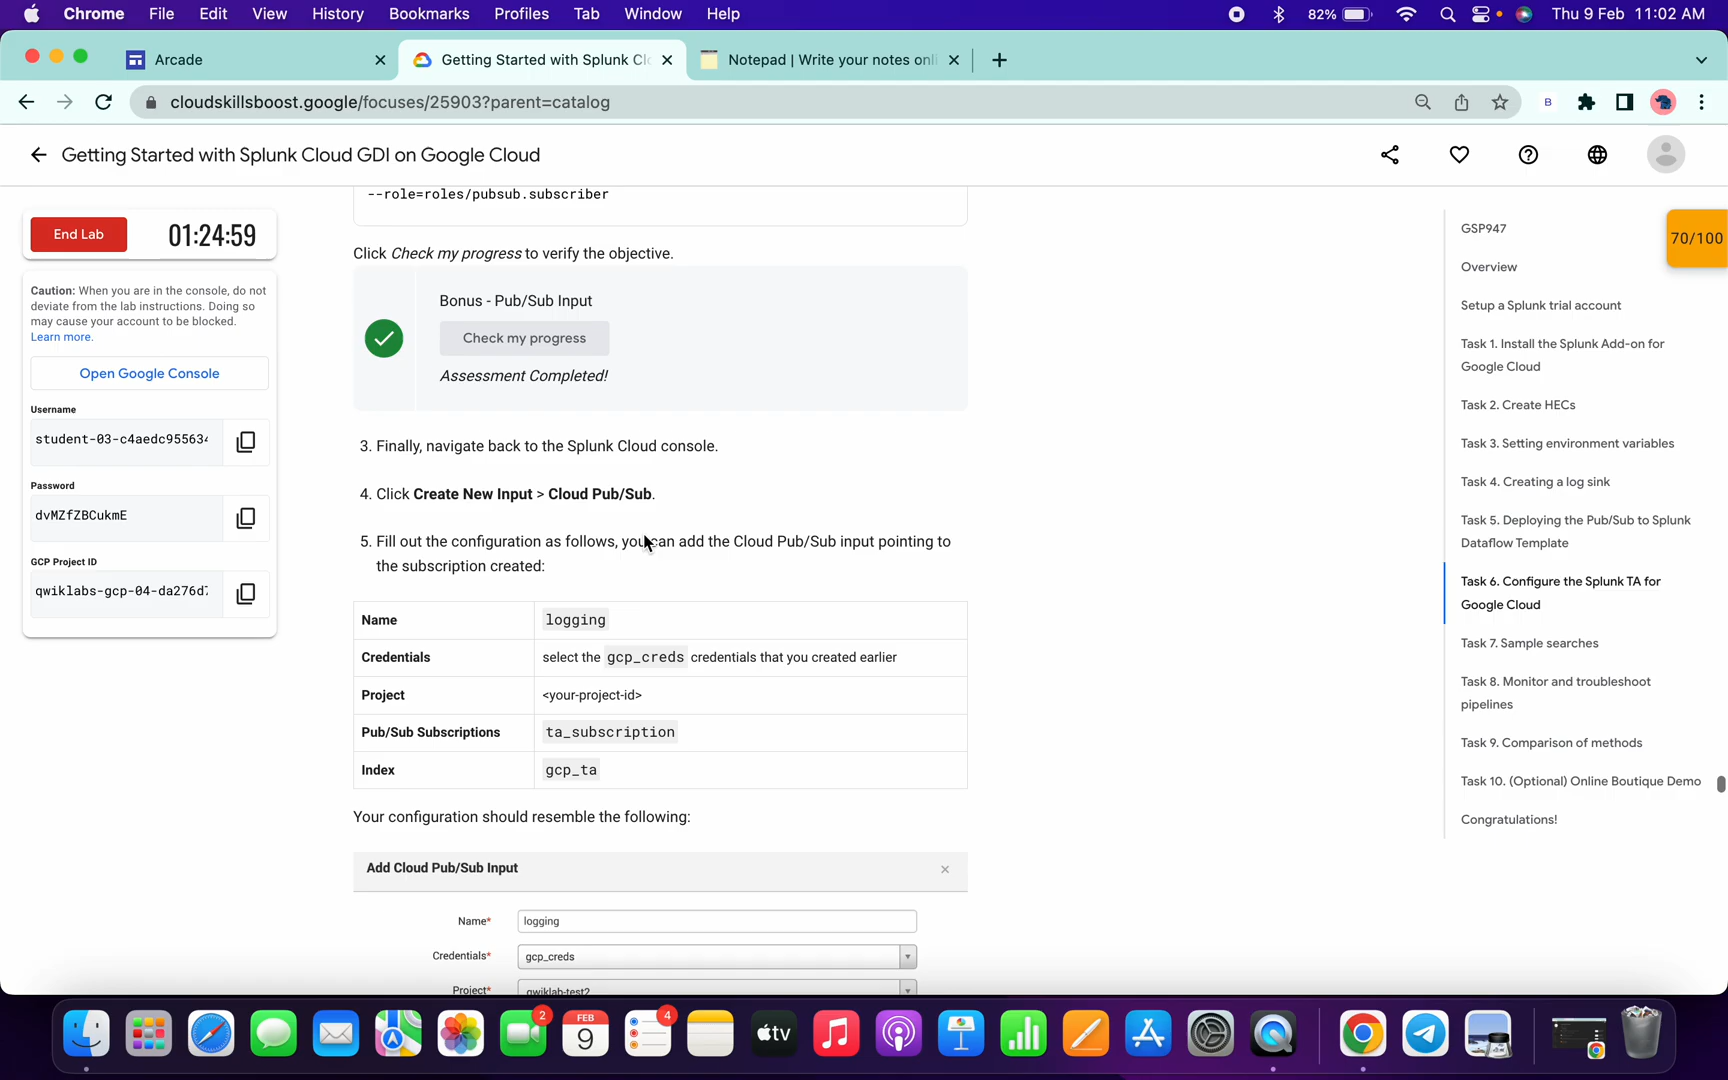 Chrome File Edit View History Bookmarks Profiles Tab Window Help 82% Thu 9 Feb 11:02 AM
Arcade Getting Started with Splunk Clo Notepad | Write your notes onli
cloudskillsboost.google/focuses/25903?parent=catalog B
Getting Started with Splunk Cloud GDI on Google Cloud
End Lab 01:24:59
Caution: When you are in the console, do not
deviate from the lab instructions. Doing so
may cause your account to be blocked.
Learn more.
Open Google Console
Username
student-03-c4aedc955634
Password
dvMZfZBCukmE
GCP Project ID
qwiklabs-gcp-04-da276d7
--role=roles/pubsub.subscriber
Click Check my progress to verify the objective.
Bonus - Pub/Sub Input
Check my progress
Assessment Completed!
3. Finally, navigate back to the Splunk Cloud console.
4. Click Create New Input > Cloud Pub/Sub.
5. Fill out the configuration as follows, you can add the Cloud Pub/Sub input pointing to
the subscription created:
Name logging
Credentials select the gcp_creds credentials that you created earlier
Project <your-project-id>
Pub/Sub Subscriptions ta_subscription
Index gcp_ta
Your configuration should resemble the following:
Add Cloud Pub/Sub Input
Name* logging
Credentials* gcp_creds
Project* qwiklab-test2
GSP947
70/100
Overview
Setup a Splunk trial account
Task 1. Install the Splunk Add-on for
Google Cloud
Task 2. Create HECs
Task 3. Setting environment variables
Task 4. Creating a log sink
Task 5. Deploying the Pub/Sub to Splunk
Dataflow Template
Task 6. Configure the Splunk TA for
Google Cloud
Task 7. Sample searches
Task 8. Monitor and troubleshoot
pipelines
Task 9. Comparison of methods
Task 10. (Optional) Online Boutique Demo
Congratulations!
2
FEB
9
4
tv